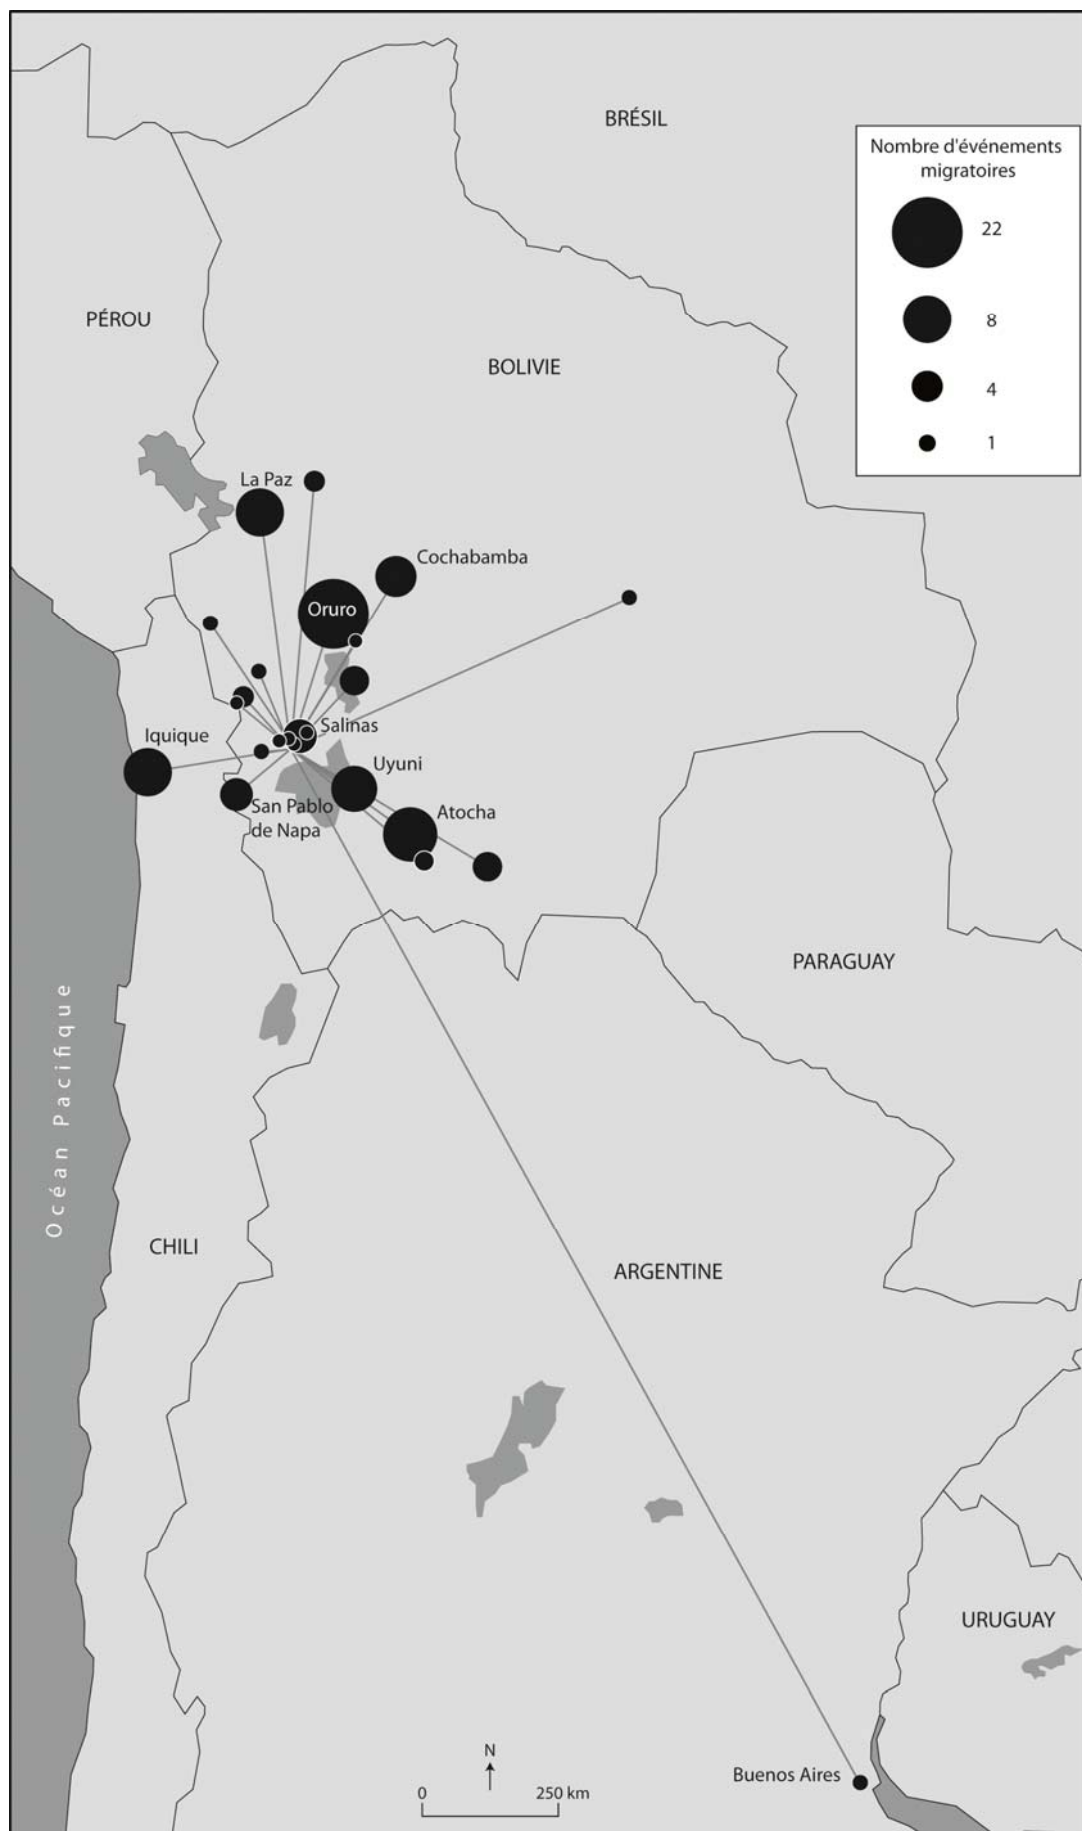 BRÉSIL
Nombre d'événements
migratoires
22
8
4
1
PÉROU
BOLIVIE
La Paz
Cochabamba
Oruro
Salinas
Iquique
Uyuni
San Pablo
de Napa
Atocha
PARAGUAY
Océan Pacifique
CHILI
ARGENTINE
URUGUAY
Buenos Aires
N
0
250 km